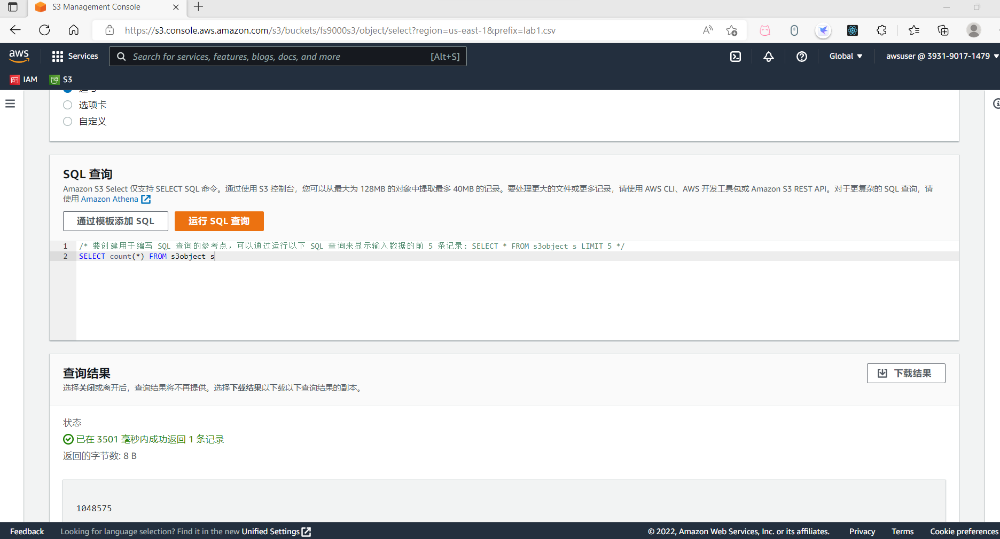 S3 Management Console
https://s3.console.aws.amazon.com/s3/buckets/fs9000s3/object/select?region=us-east-1&prefix=lab1.csv
aws
Services
Search for services, features, blogs, docs, and more
[Alt+S]
Global
awsuser @ 3931-9017-1479
IAM
S3
选项卡
自定义
SQL 查询
Amazon S3 Select 仅支持 SELECT SQL 命令。通过使用 S3 控制台，您可以从最大为 128MB 的对象中提取最多 40MB 的记录。要处理更大的文件或更多记录，请使用 AWS CLI、AWS 开发工具包或 Amazon S3 REST API。对于更复杂的 SQL 查询，请
使用 Amazon Athena
通过模板添加 SQL
运行 SQL 查询
1 /* 要创建用于编写 SQL 查询的参考点，可以通过运行以下 SQL 查询来显示输入数据的前 5 条记录: SELECT * FROM s3object s LIMIT 5 */
2 SELECT count(*) FROM s3object s
查询结果
选择关闭或离开后，查询结果将不再提供。选择下载结果以下载以下查询结果的副本。
下载结果
状态
已在 3501 毫秒内成功返回 1 条记录
返回的字节数: 8 B
1048575
Feedback
Looking for language selection? Find it in the new Unified Settings
© 2022, Amazon Web Services, Inc. or its affiliates.
Privacy
Terms
Cookie preferences